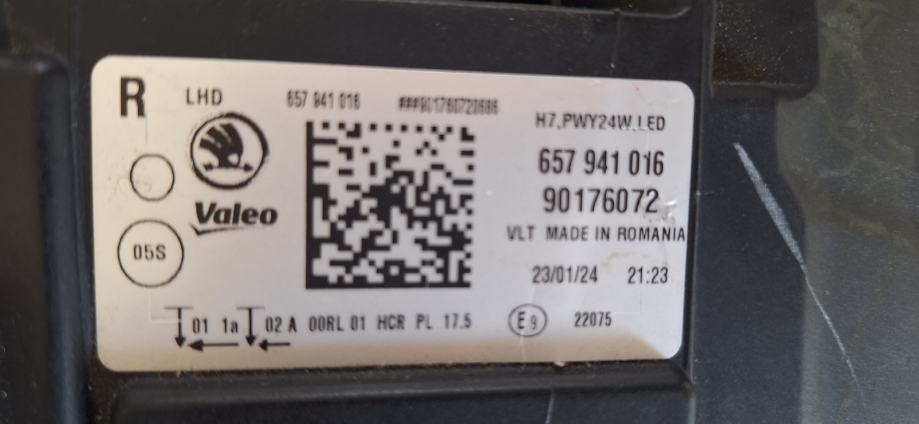 R LHD 657 941 016 ###901760720686
H7.PWY24W.LED
657 941 016
Valeo
90176072
05S
VLT MADE IN ROMANIA
23/01/24 21:23
01 1a 02 A 00RL 01 HCR PL 17.5 E9 22075